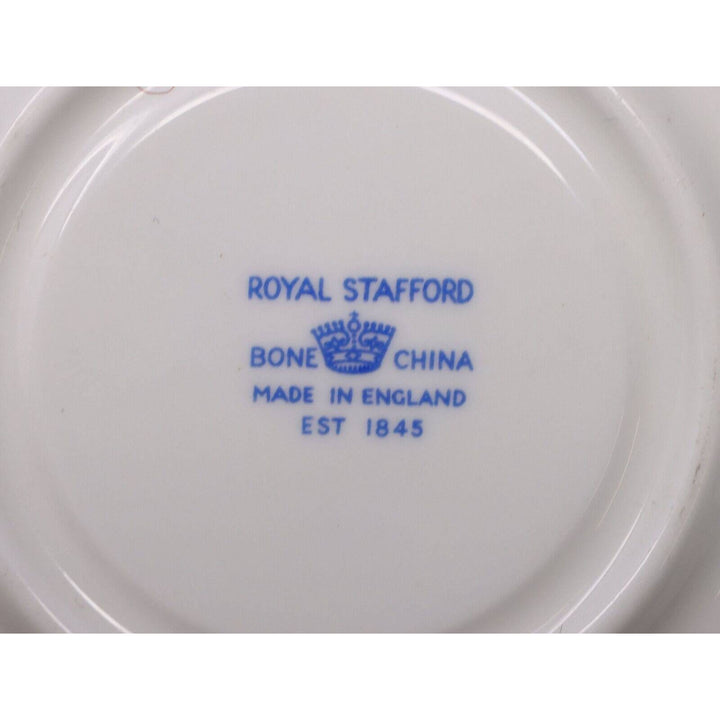 ROYAL STAFFORD
BONE CHINA
MADE IN ENGLAND
EST 1845